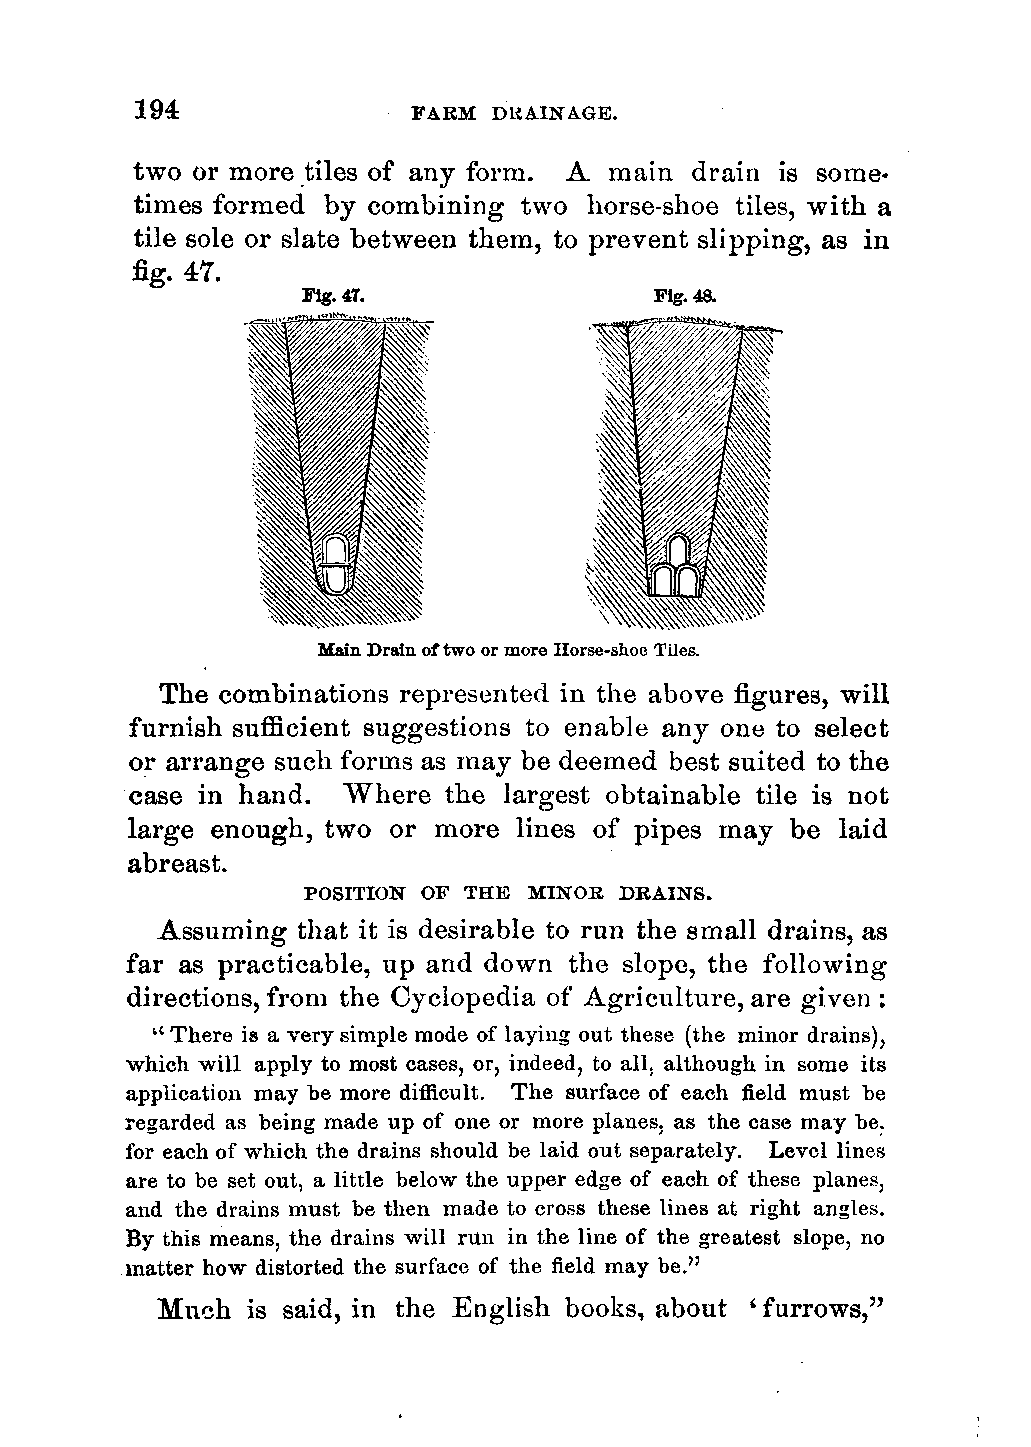 194 FARM DRAINAGE.
two or more tiles of any form. A main drain is some-
times formed by combining two horse-shoe tiles, with a
tile sole or slate between them, to prevent slipping, as in
fig. 47.
Fig. 47. Fig. 48.
Main Drain of two or more Horse-shoe Tiles.
The combinations represented in the above figures, will
furnish sufficient suggestions to enable any one to select
or arrange such forms as may be deemed best suited to the
case in hand. Where the largest obtainable tile is not
large enough, two or more lines of pipes may be laid
abreast.
POSITION OF THE MINOR DRAINS.
Assuming that it is desirable to run the small drains, as
far as practicable, up and down the slope, the following
directions, from the Cyclopedia of Agriculture, are given :
"There is a very simple mode of laying out these (the minor drains),
which will apply to most cases, or, indeed, to all, although in some its
application may be more difficult. The surface of each field must be
regarded as being made up of one or more planes, as the case may be,
for each of which the drains should be laid out separately. Level lines
are to be set out, a little below the upper edge of each of these planes,
and the drains must be then made to cross these lines at right angles.
By this means, the drains will run in the line of the greatest slope, no
matter how distorted the surface of the field may be."
Much is said, in the English books, about ‘furrows,”